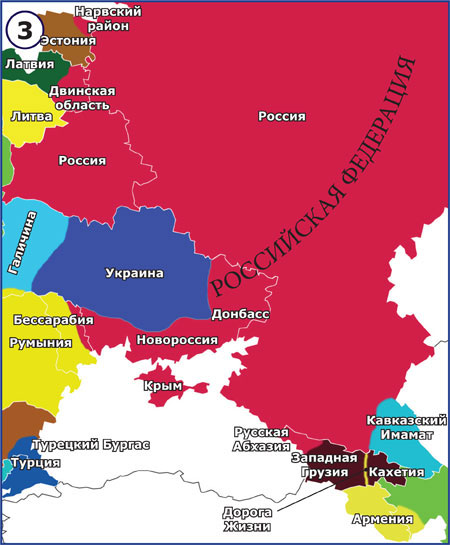 3
Нарвский
район
Эстония
Латвия
Двинская
область
Литва
Россия
Россия
РОССИЙСКАЯ ФЕДЕРАЦИЯ
Галичина
Украина
Донбасс
Бессарабия
Румыния
Новороссия
Крым
Кавказский
Имамат
Русская
Абхазия
Турецкий Бургас
Западная
Грузия
Кахетия
Турция
Дорога
Жизни
Армения